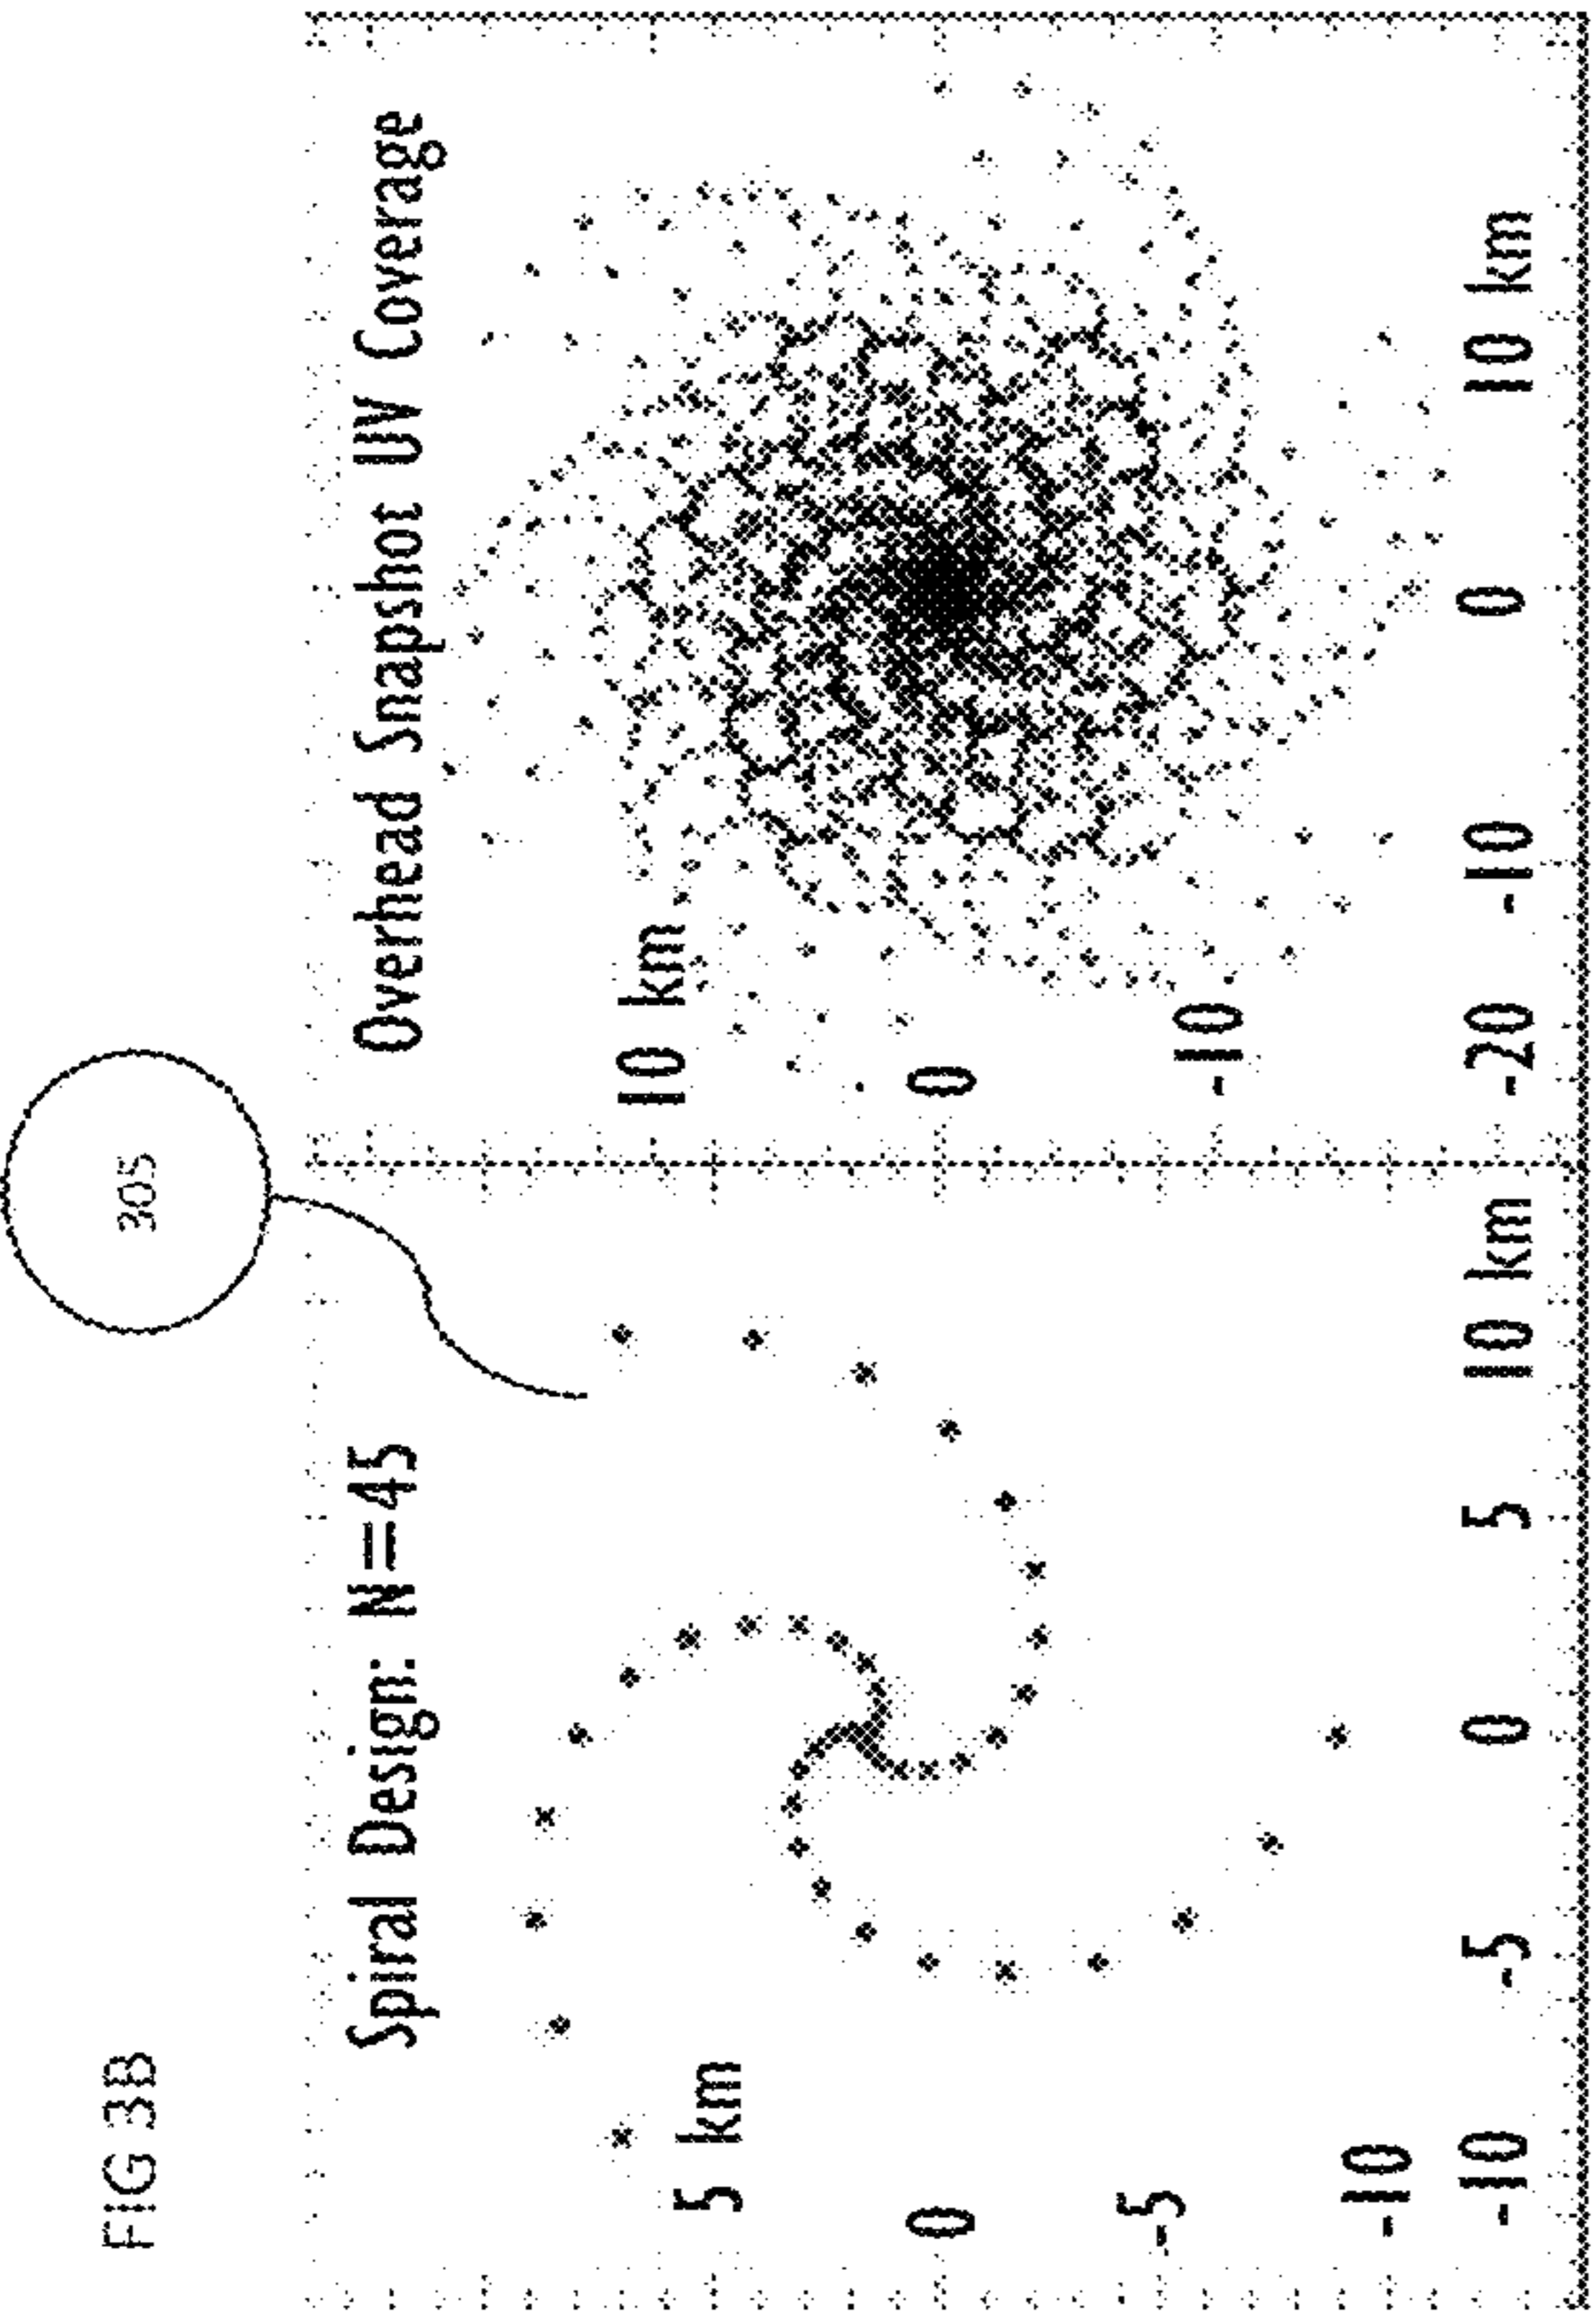 FIG 3B
305
Spiral Design: N=45
5 km
0
-5
-10
-10 -5 0 5 10 km
Overhead Snapshot UV Coverage
10 km
0
-10
-20 -10 0 10 km